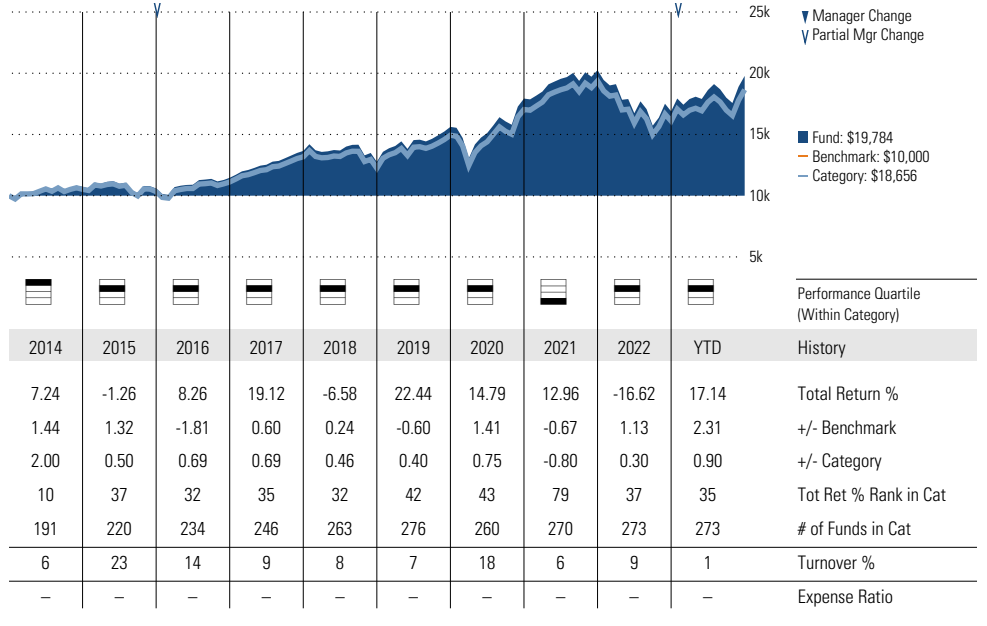 25k
20k
15k
10k
5k
Manager Change
Partial Mgr Change
Fund: $19,784
Benchmark: $10,000
Category: $18,656
Performance Quartile
(Within Category)
2014 2015 2016 2017 2018 2019 2020 2021 2022 YTD History
7.24 -1.26 8.26 19.12 -6.58 22.44 14.79 12.96 -16.62 17.14 Total Return %
1.44 1.32 -1.81 0.60 0.24 -0.60 1.41 -0.67 1.13 2.31 +/- Benchmark
2.00 0.50 0.69 0.69 0.46 0.40 0.75 -0.80 0.30 0.90 +/- Category
10 37 32 35 32 42 43 79 37 35 Tot Ret % Rank in Cat
191 220 234 246 263 276 260 270 273 273 # of Funds in Cat
6 23 14 9 8 7 18 6 9 1 Turnover %
– – – – – – – – – – Expense Ratio